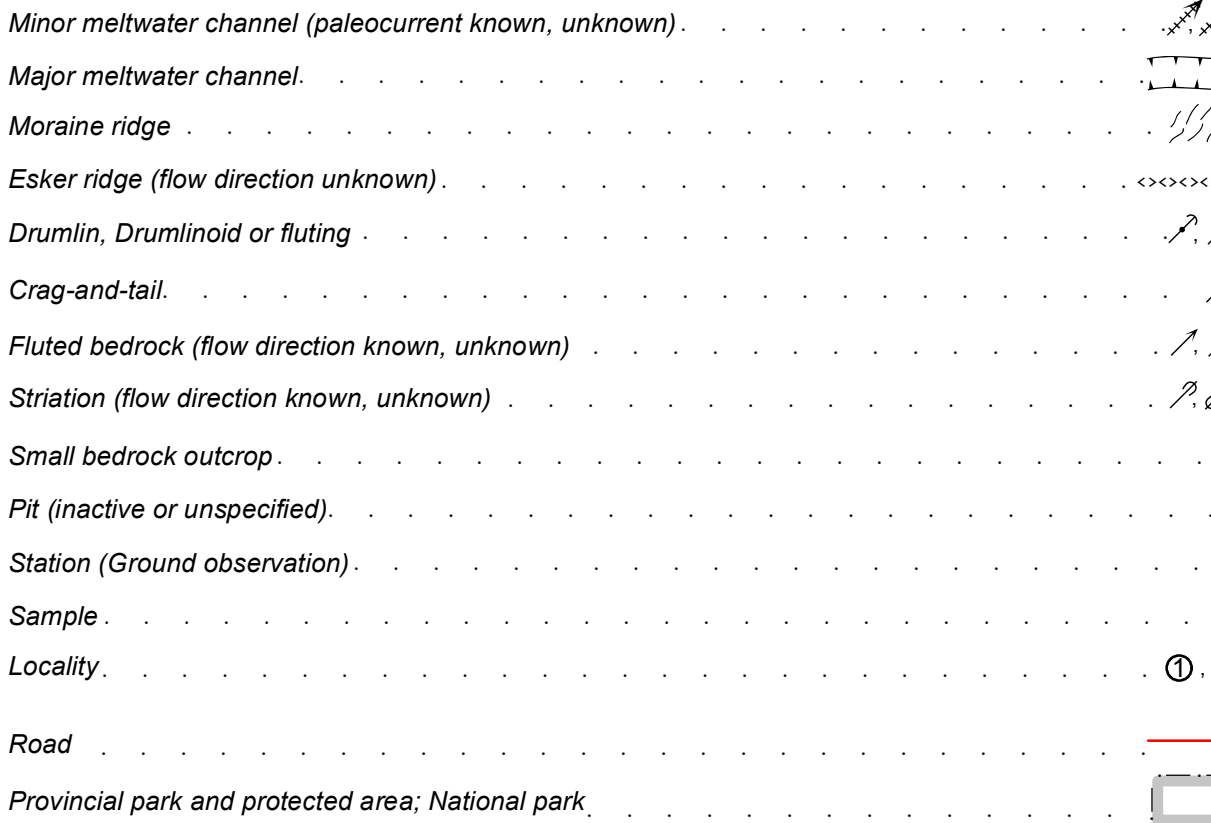 Minor meltwater channel (paleocurrent known, unknown)
Major meltwater channel
Moraine ridge
Esker ridge (flow direction unknown)
Drumlin, Drumlinoid or fluting
Crag-and-tail
Fluted bedrock (flow direction known, unknown)
Striation (flow direction known, unknown)
Small bedrock outcrop
Pit (inactive or unspecified)
Station (Ground observation)
Sample
Locality ①,
Road
Provincial park and protected area; National park